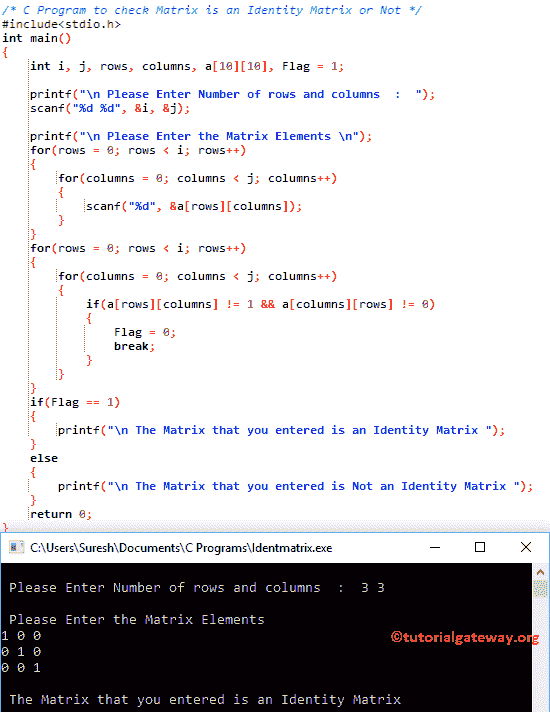 /* C Program to check Matrix is an Identity Matrix or Not */
#include<stdio.h>
int main()
{
    int i, j, rows, columns, a[10][10], Flag = 1;

    printf("\n Please Enter Number of rows and columns  :  ");
    scanf("%d %d", &i, &j);

    printf("\n Please Enter the Matrix Elements \n");
    for(rows = 0; rows < i; rows++)
    {
        for(columns = 0; columns < j; columns++)
        {
            scanf("%d", &a[rows][columns]);
        }
    }
    for(rows = 0; rows < i; rows++)
    {
        for(columns = 0; columns < j; columns++)
        {
            if(a[rows][columns] != 1 && a[columns][rows] != 0)
            {
                Flag = 0;
                break;
            }
        }
    }
    if(Flag == 1)
    {
        printf("\n The Matrix that you entered is an Identity Matrix ");
    }
    else
    {
        printf("\n The Matrix that you entered is Not an Identity Matrix ");
    }
    return 0;
}
C:\Users\Suresh\Documents\C Programs\Identmatrix.exe
Please Enter Number of rows and columns  :  3 3
Please Enter the Matrix Elements
1 0 0
©tutorialgateway.org
0 1 0
0 0 1
The Matrix that you entered is an Identity Matrix